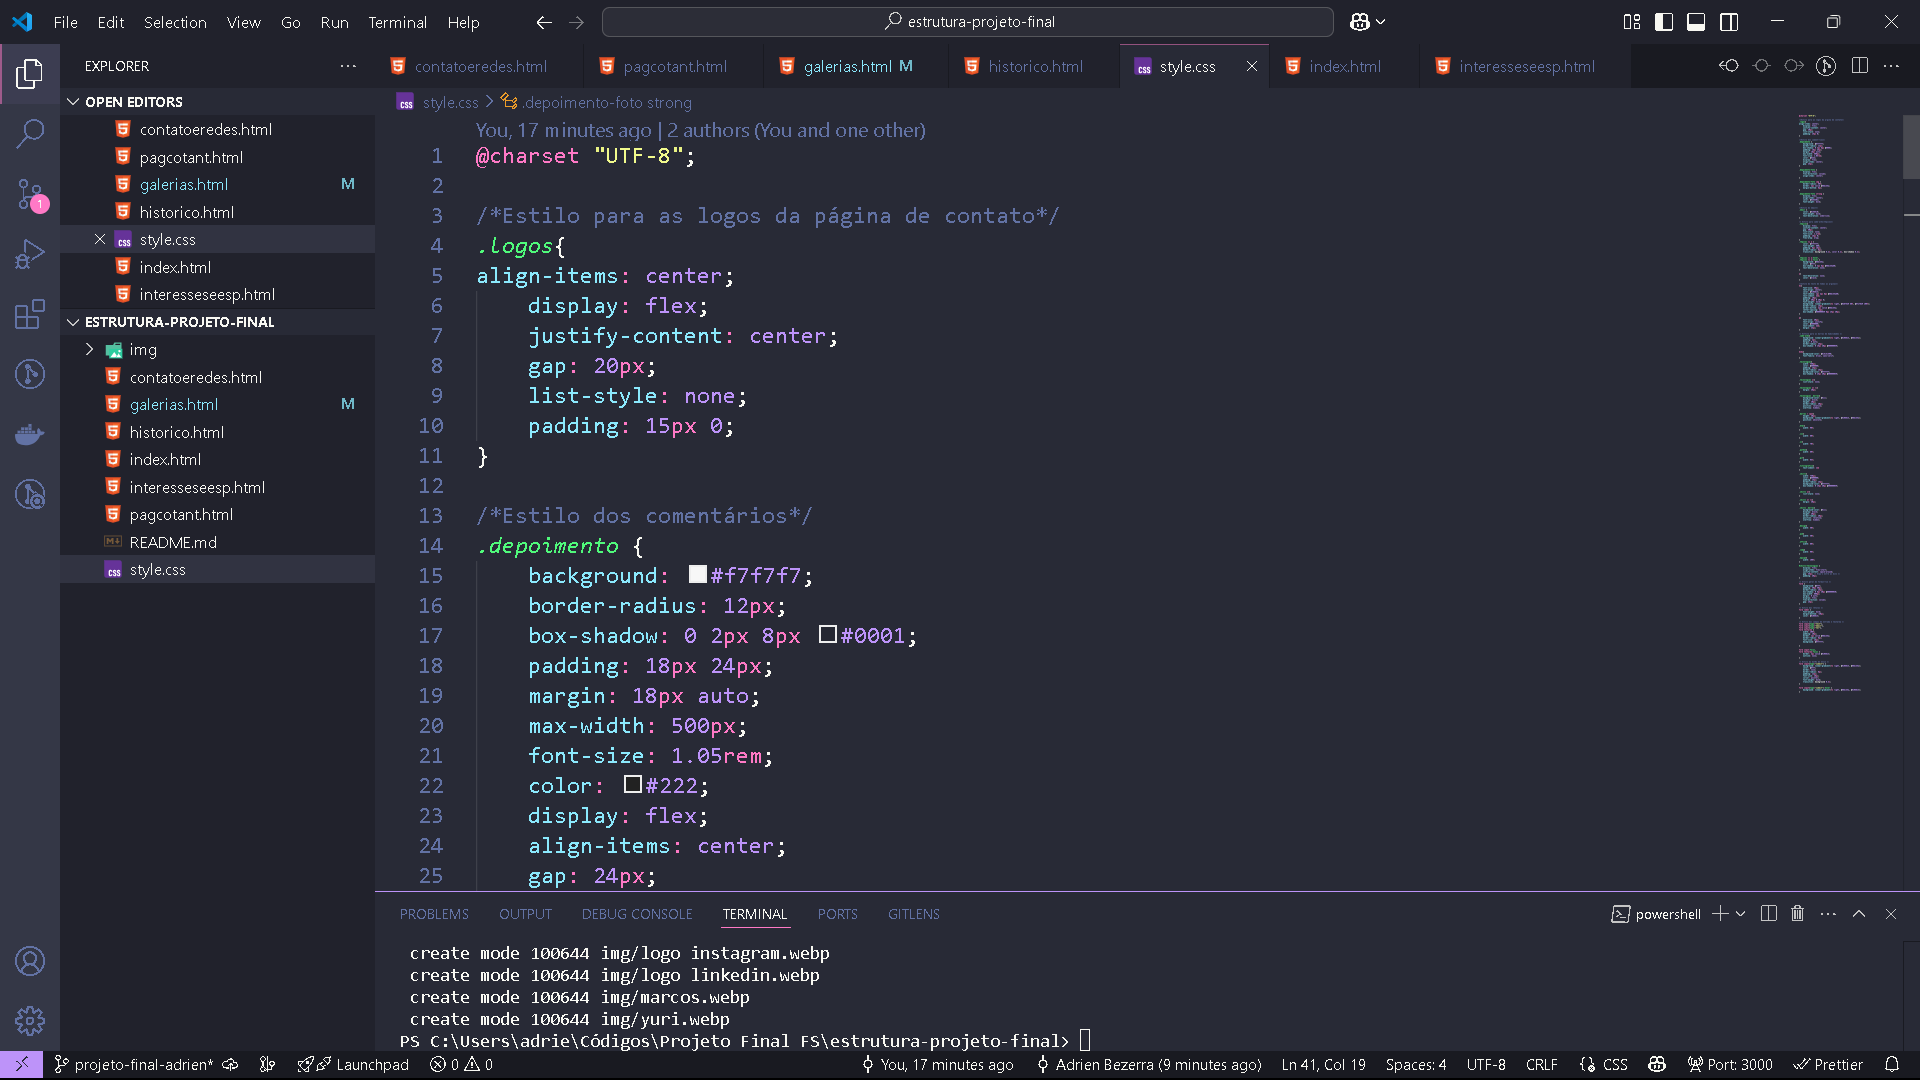 File Edit Selection View Go Run Terminal Help
estrutura-projeto-final
EXPLORER
OPEN EDITORS
contatoeredes.html
pagcotant.html
galerias.html M
historico.html
style.css
index.html
interesseseesp.html
ESTRUTURA-PROJETO-FINAL
img
contatoeredes.html
galerias.html M
historico.html
index.html
interesseseesp.html
pagcotant.html
README.md
style.css
1
contatoeredes.html pagcotant.html galerias.html M historico.html style.css index.html interesseseesp.html
style.css > .depoimento-foto strong
You, 17 minutes ago | 2 authors (You and one other)
1 @charset "UTF-8";
2
3 /*Estilo para as logos da página de contato*/
4 .logos{
5 align-items: center;
6 display: flex;
7 justify-content: center;
8 gap: 20px;
9 list-style: none;
10 padding: 15px 0;
11 }
12
13 /*Estilo dos comentários*/
14 .depoimento {
15 background: #f7f7f7;
16 border-radius: 12px;
17 box-shadow: 0 2px 8px #0001;
18 padding: 18px 24px;
19 margin: 18px auto;
20 max-width: 500px;
21 font-size: 1.05rem;
22 color: #222;
23 display: flex;
24 align-items: center;
25 gap: 24px;
PROBLEMS OUTPUT DEBUG CONSOLE TERMINAL PORTS GITLENS
powershell
create mode 100644 img/logo instagram.webp
create mode 100644 img/logo linkedin.webp
create mode 100644 img/marcos.webp
create mode 100644 img/yuri.webp
PS C:\Users\adrie\Códigos\Projeto Final FS\estrutura-projeto-final>
projeto-final-adrien* Launchpad 0 0 You, 17 minutes ago Adrien Bezerra (9 minutes ago) Ln 41, Col 19 Spaces: 4 UTF-8 CRLF CSS Port: 3000 Prettier